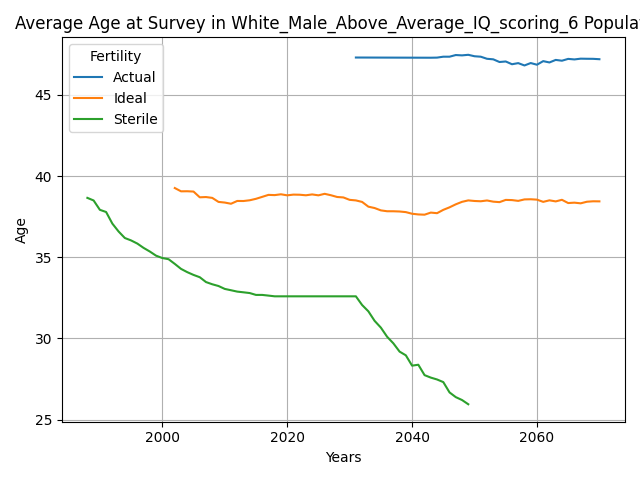 Average Age at Survey in White_Male_Above_Average_IQ_scoring_6 Popula
Fertility
Actual
Ideal
Sterile
Age
45
40
35
30
25
2000
2020
2040
2060
Years